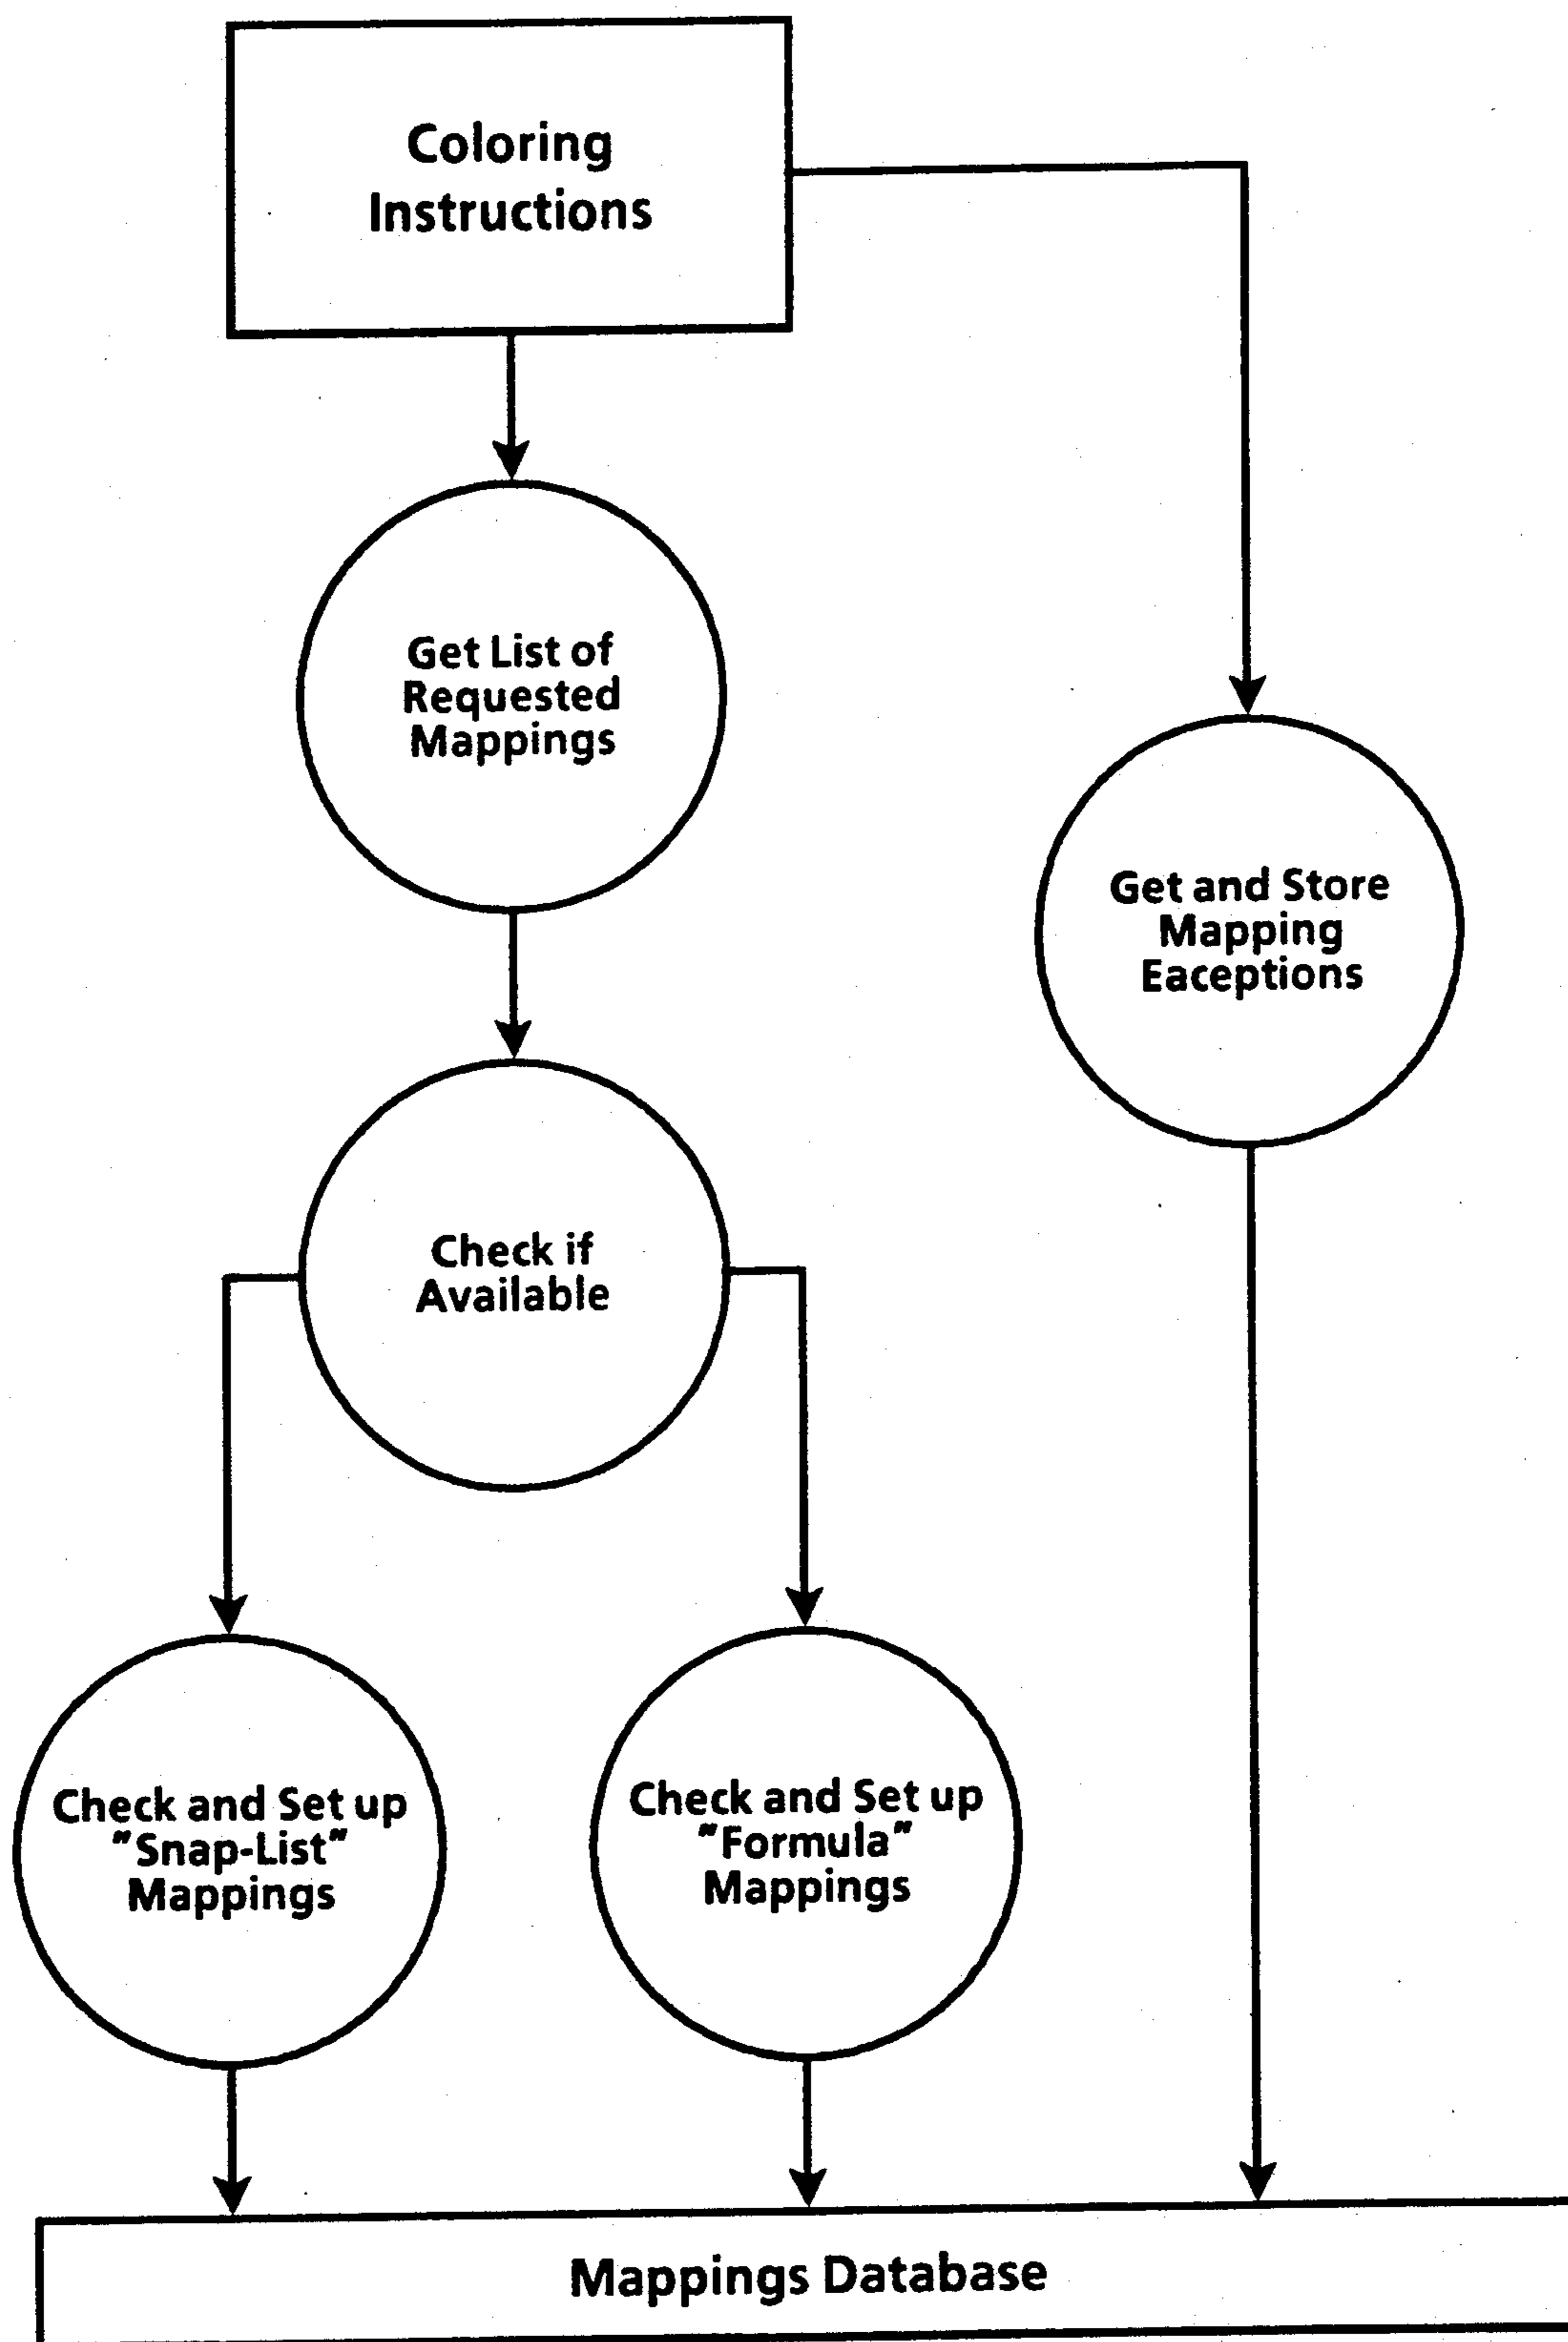 Coloring
Instructions
Get List of
Requested
Mappings
Get and Store
Mapping
Eaceptions
Check if
Available
Check and Set up
"Snap-List"
Mappings
Check and Set up
"Formula"
Mappings
Mappings Database